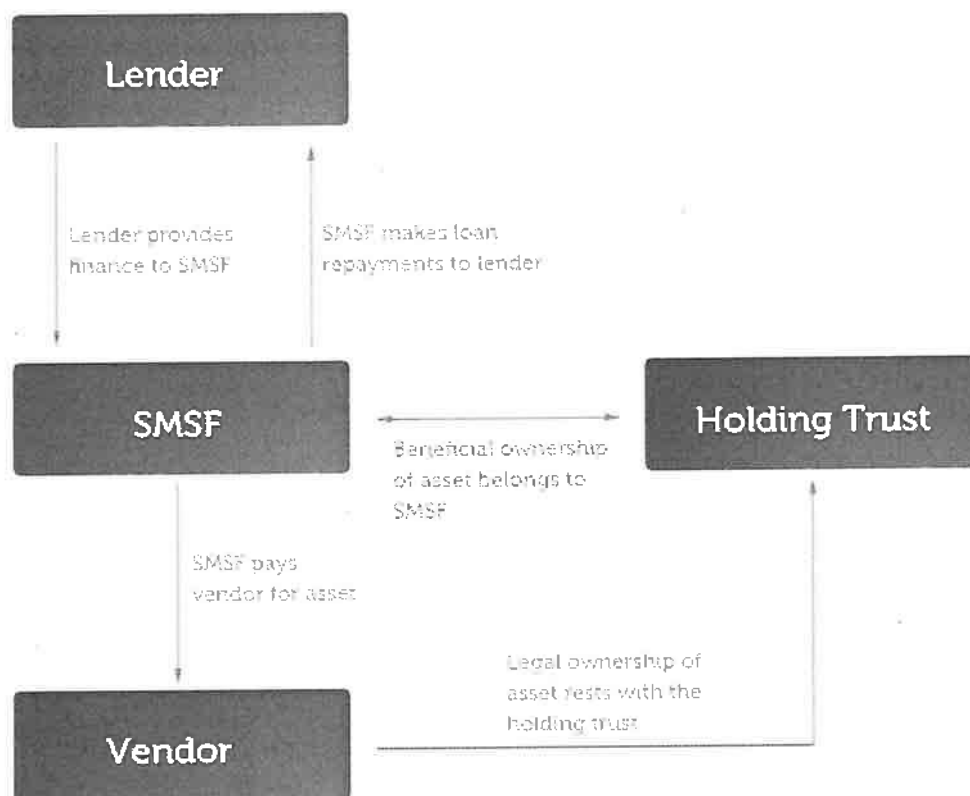 Lender
Lender provides
finance to SMSF
SMSF makes loan
repayments to lender
SMSF
Holding Trust
Beneficial ownership
of asset belongs to
SMSF
SMSF pays
vendor for asset
Legal ownership of
asset rests with the
holding trust
Vendor